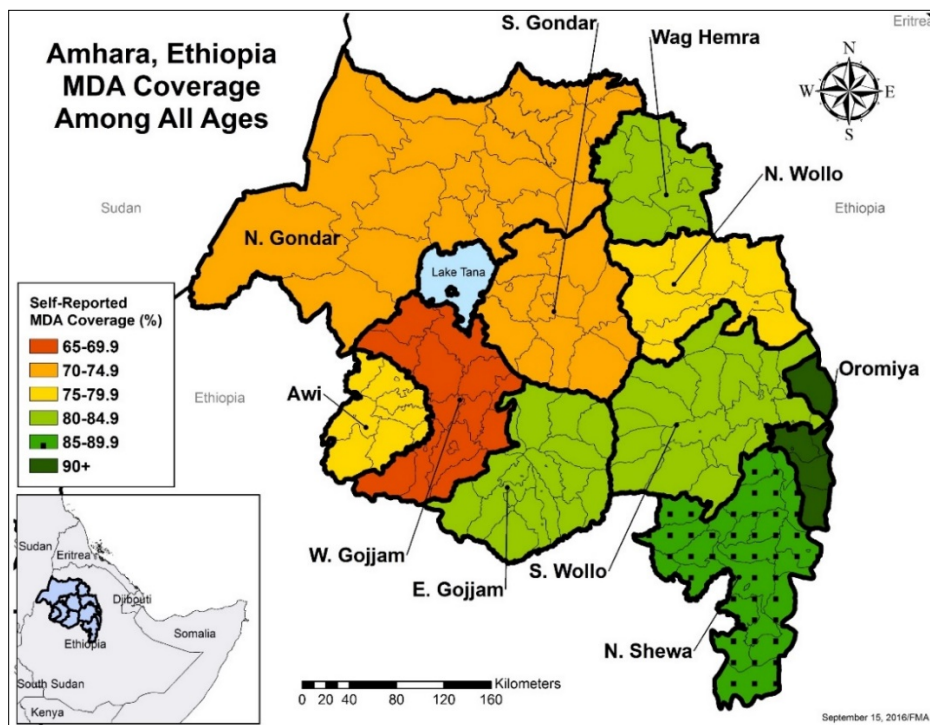 Amhara, Ethiopia
MDA Coverage
Among All Ages
S. Gondar
Wag Hemra
Eritrea
N
W
E
S
N. Wollo
Sudan
Ethiopia
N. Gondar
Lake Tana
Self-Reported
MDA Coverage (%)
65-69.9
70-74.9
75-79.9
80-84.9
85-89.9
90+
Ethiopia
Awi
Oromiya
W. Gojjam
E. Gojjam
S. Wollo
N. Shewa
Sudan
Eritrea
Djibouti
Somalia
Ethiopia
South Sudan
Kenya
Kilometers
0 20 40 80 120 160
September 15, 2016/FMA